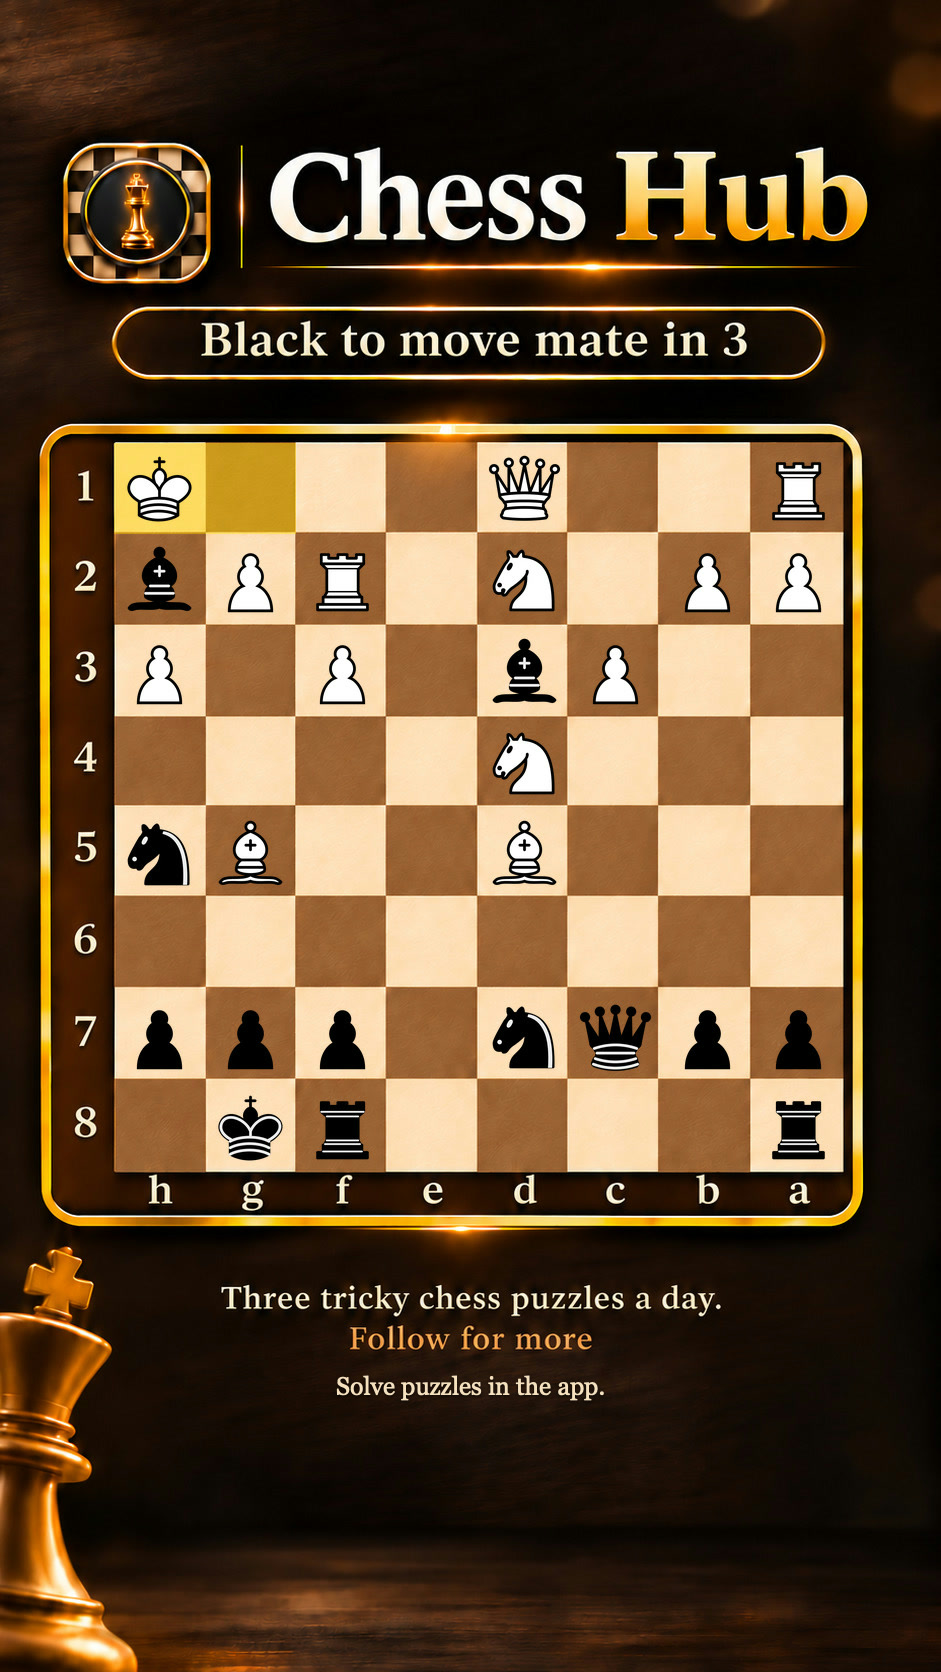 Chess Hub
Black to move mate in 3
1
2
3
4
5
6
7
8
h g f e d c b a
Three tricky chess puzzles a day.
Follow for more
Solve puzzles in the app.